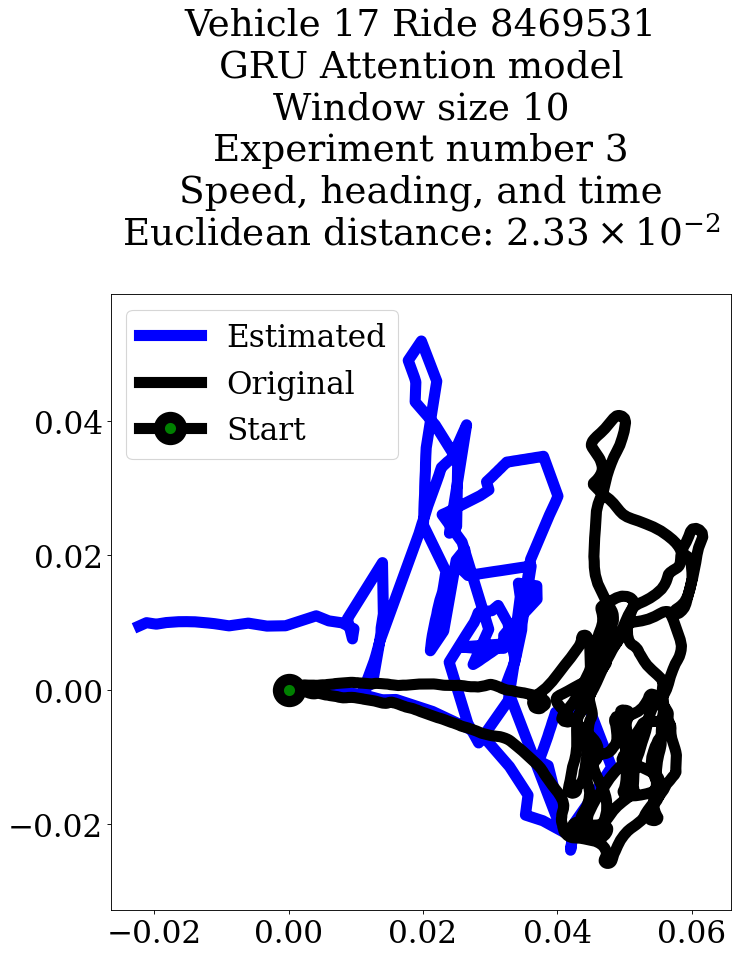 Vehicle 17 Ride 8469531
GRU Attention model
Window size 10
Experiment number 3
Speed, heading, and time
Euclidean distance: 2.33 × 10⁻²
Estimated
Original
Start
0.04
0.02
0.00
−0.02
−0.02 0.00 0.02 0.04 0.06